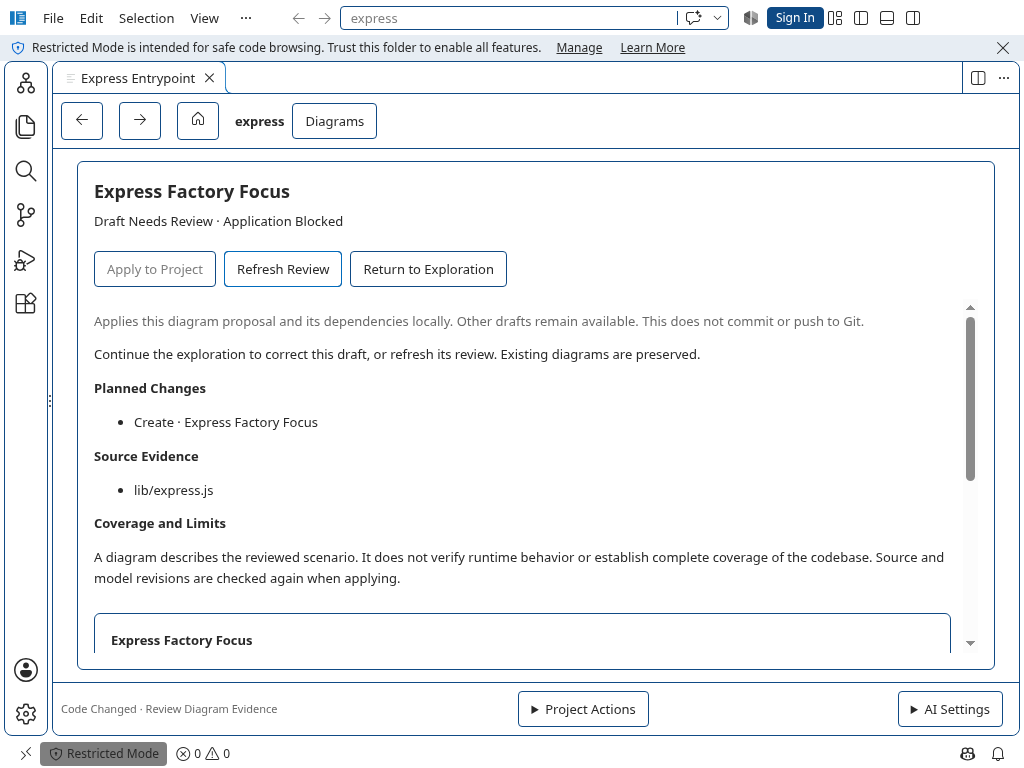 File Edit Selection View
express
Sign In
Restricted Mode is intended for safe code browsing. Trust this folder to enable all features. Manage Learn More
Express Entrypoint
express Diagrams
Express Factory Focus
Draft Needs Review · Application Blocked
Apply to Project Refresh Review Return to Exploration
Applies this diagram proposal and its dependencies locally. Other drafts remain available. This does not commit or push to Git.
Continue the exploration to correct this draft, or refresh its review. Existing diagrams are preserved.
Planned Changes
• Create · Express Factory Focus
Source Evidence
• lib/express.js
Coverage and Limits
A diagram describes the reviewed scenario. It does not verify runtime behavior or establish complete coverage of the codebase. Source and
model revisions are checked again when applying.
Express Factory Focus
Code Changed · Review Diagram Evidence
Project Actions
AI Settings
Restricted Mode 0 0